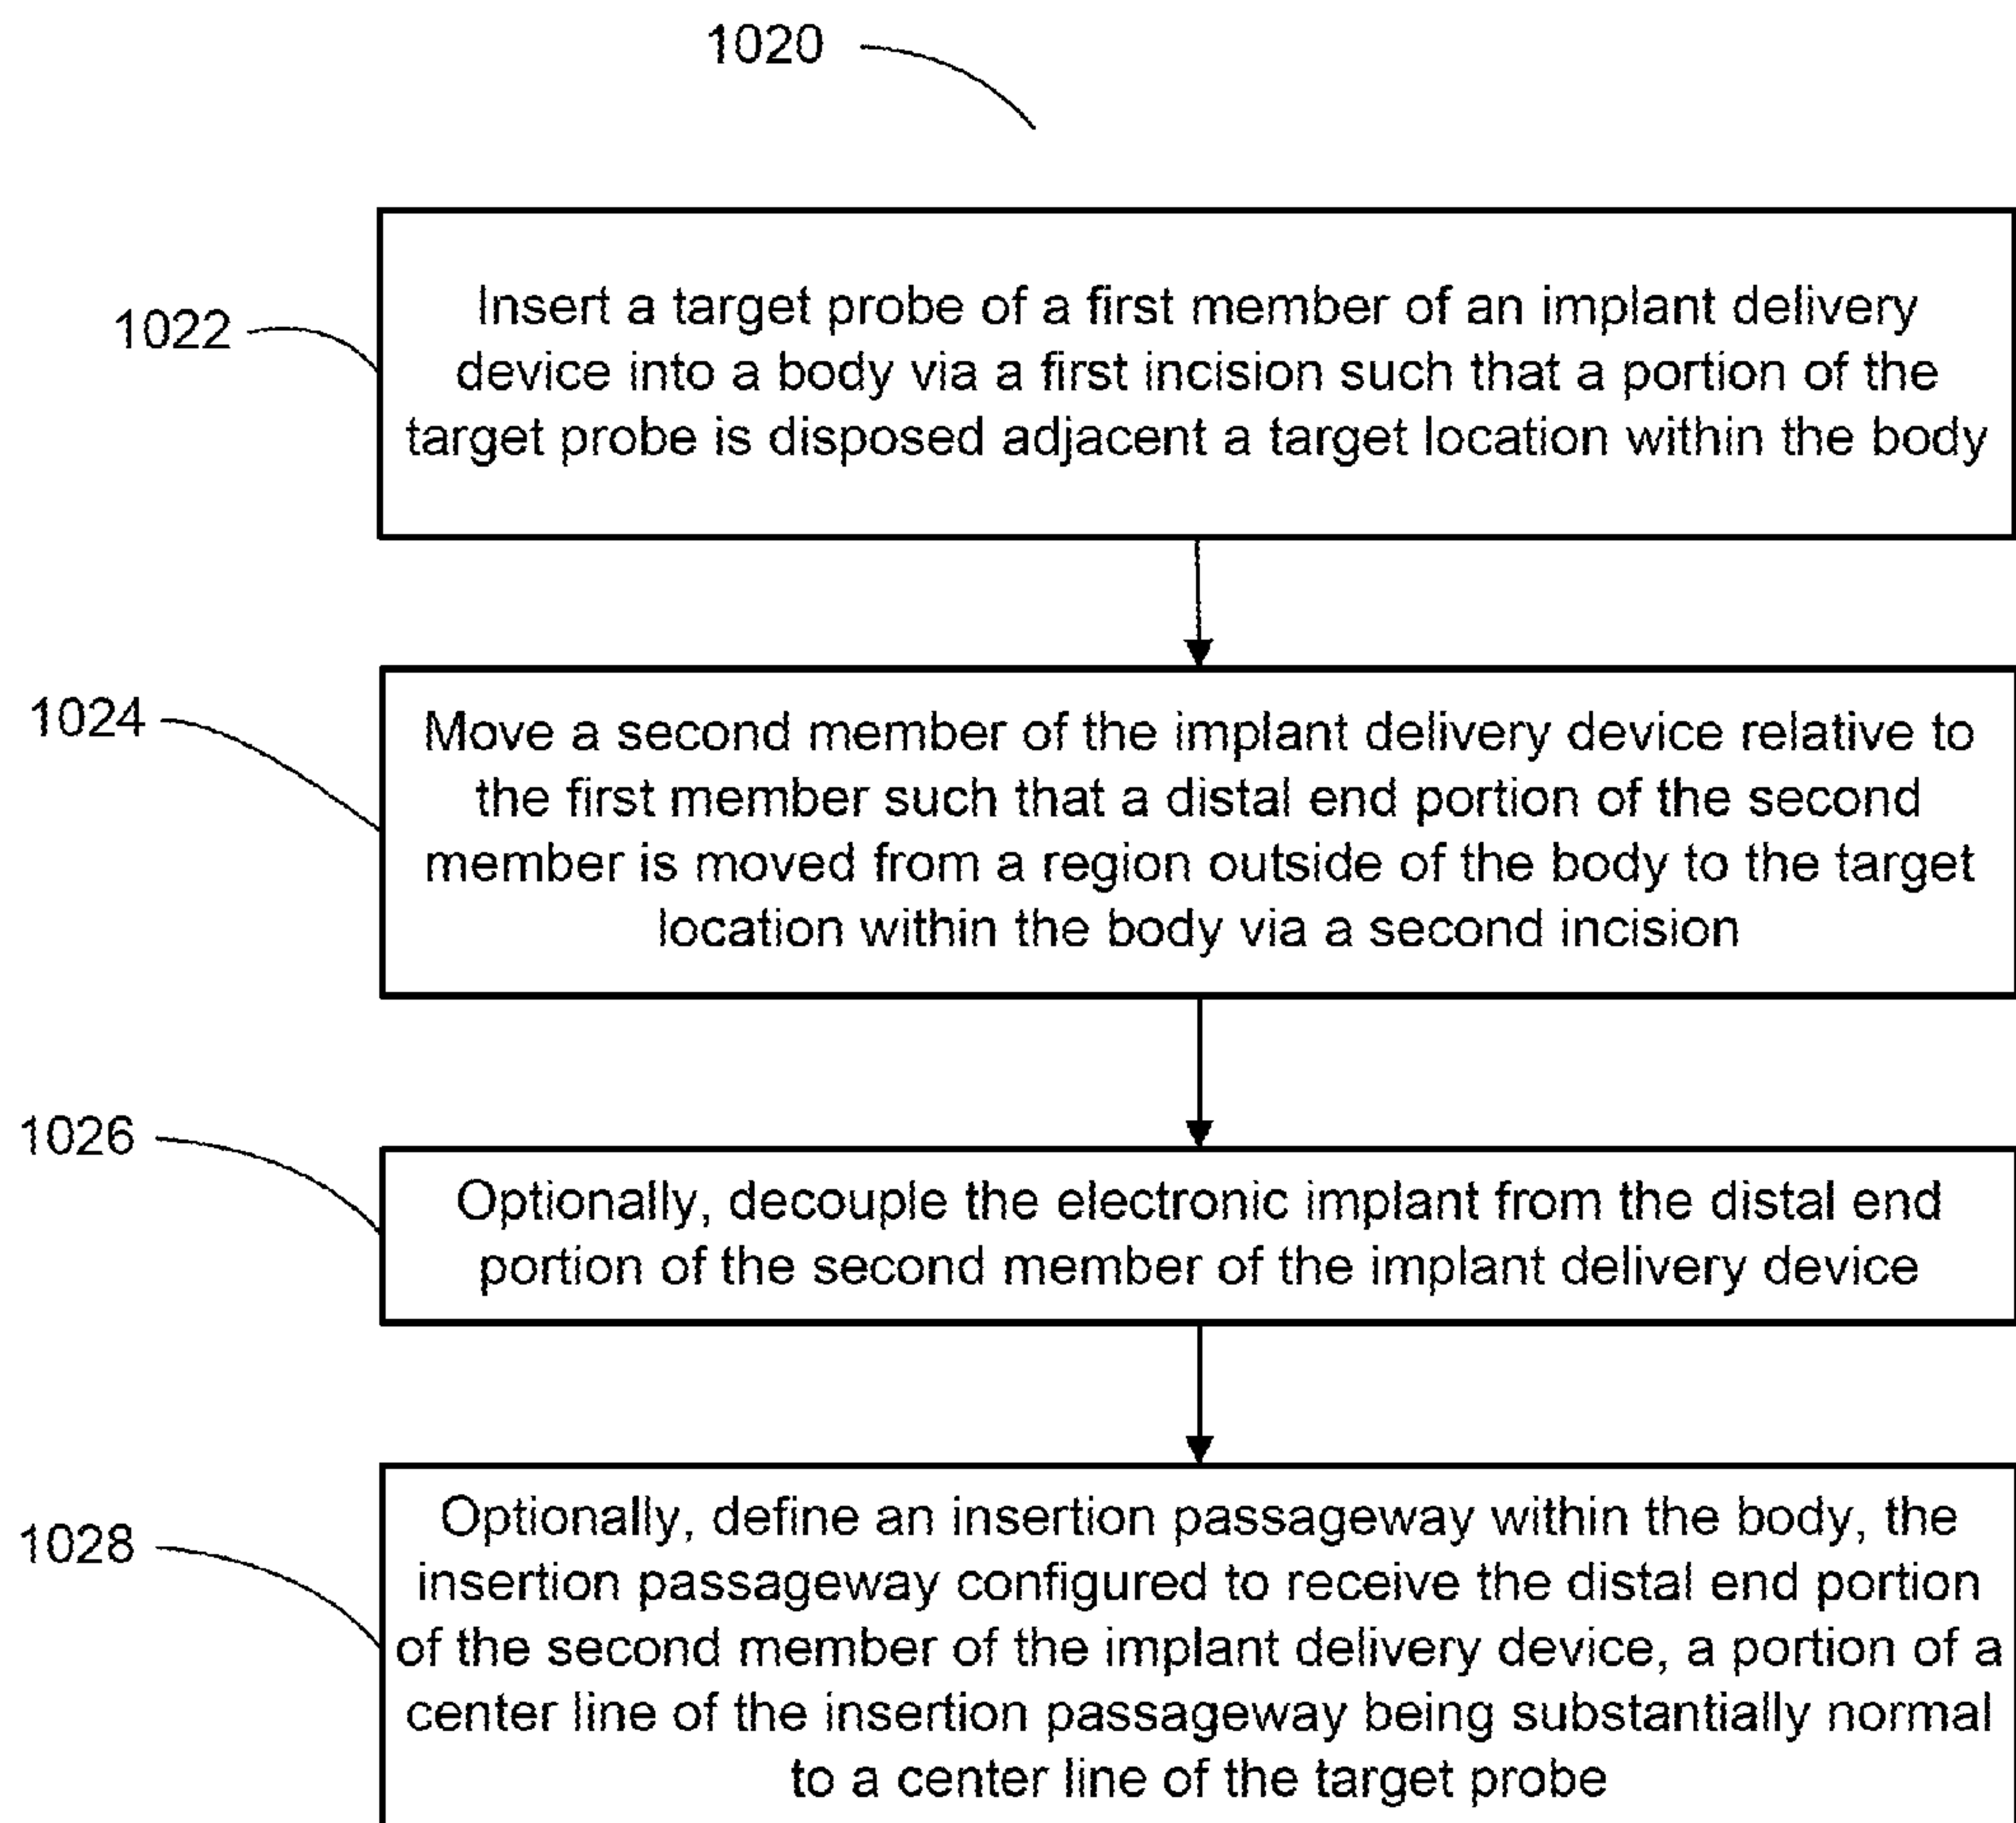 1020
1022
Insert a target probe of a first member of an implant delivery
device into a body via a first incision such that a portion of the
target probe is disposed adjacent a target location within the body
1024
Move a second member of the implant delivery device relative to
the first member such that a distal end portion of the second
member is moved from a region outside of the body to the target
location within the body via a second incision
1026
Optionally, decouple the electronic implant from the distal end
portion of the second member of the implant delivery device
1028
Optionally, define an insertion passageway within the body, the
insertion passageway configured to receive the distal end portion
of the second member of the implant delivery device, a portion of a
center line of the insertion passageway being substantially normal
to a center line of the target probe